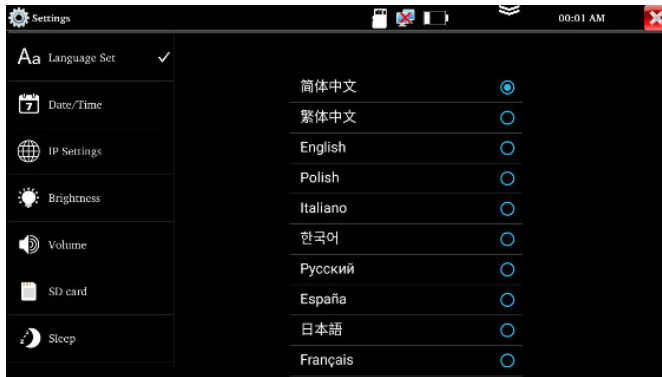 Settings
00:01 AM
Aa Language Set
7 Date/Time
IP Settings
Brightness
Volume
SD card
Sleep
简体中文
繁体中文
English
Polish
Italiano
한국어
Русский
España
日本語
Français